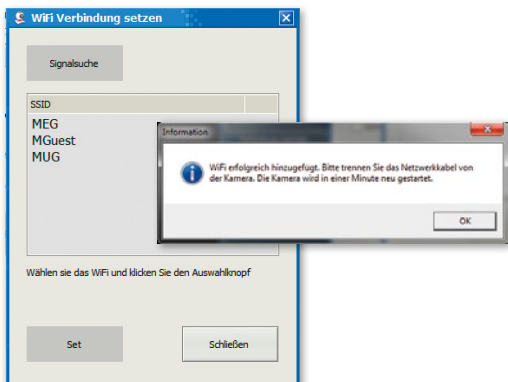 WiFi Verbindung setzen
Signalsuche
SSID
MEG
MGuest
MUG
Information
WiFi erfolgreich hinzugefügt. Bitte trennen Sie das Netzwerkkabel von
der Kamera. Die Kamera wird in einer Minute neu gestartet.
OK
Wählen sie das WiFi und klicken Sie den Auswahlknopf
Set
Schließen